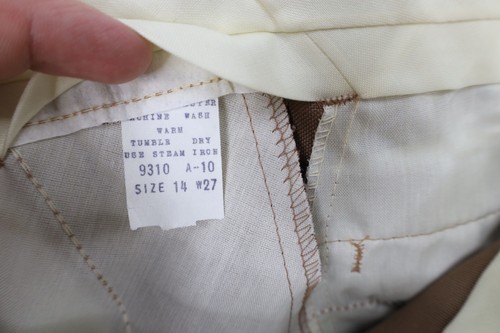 MACHINE WASH
WARM
TUMBLE DRY
USE STEAM IRON
9310 A-10
SIZE 14 W27